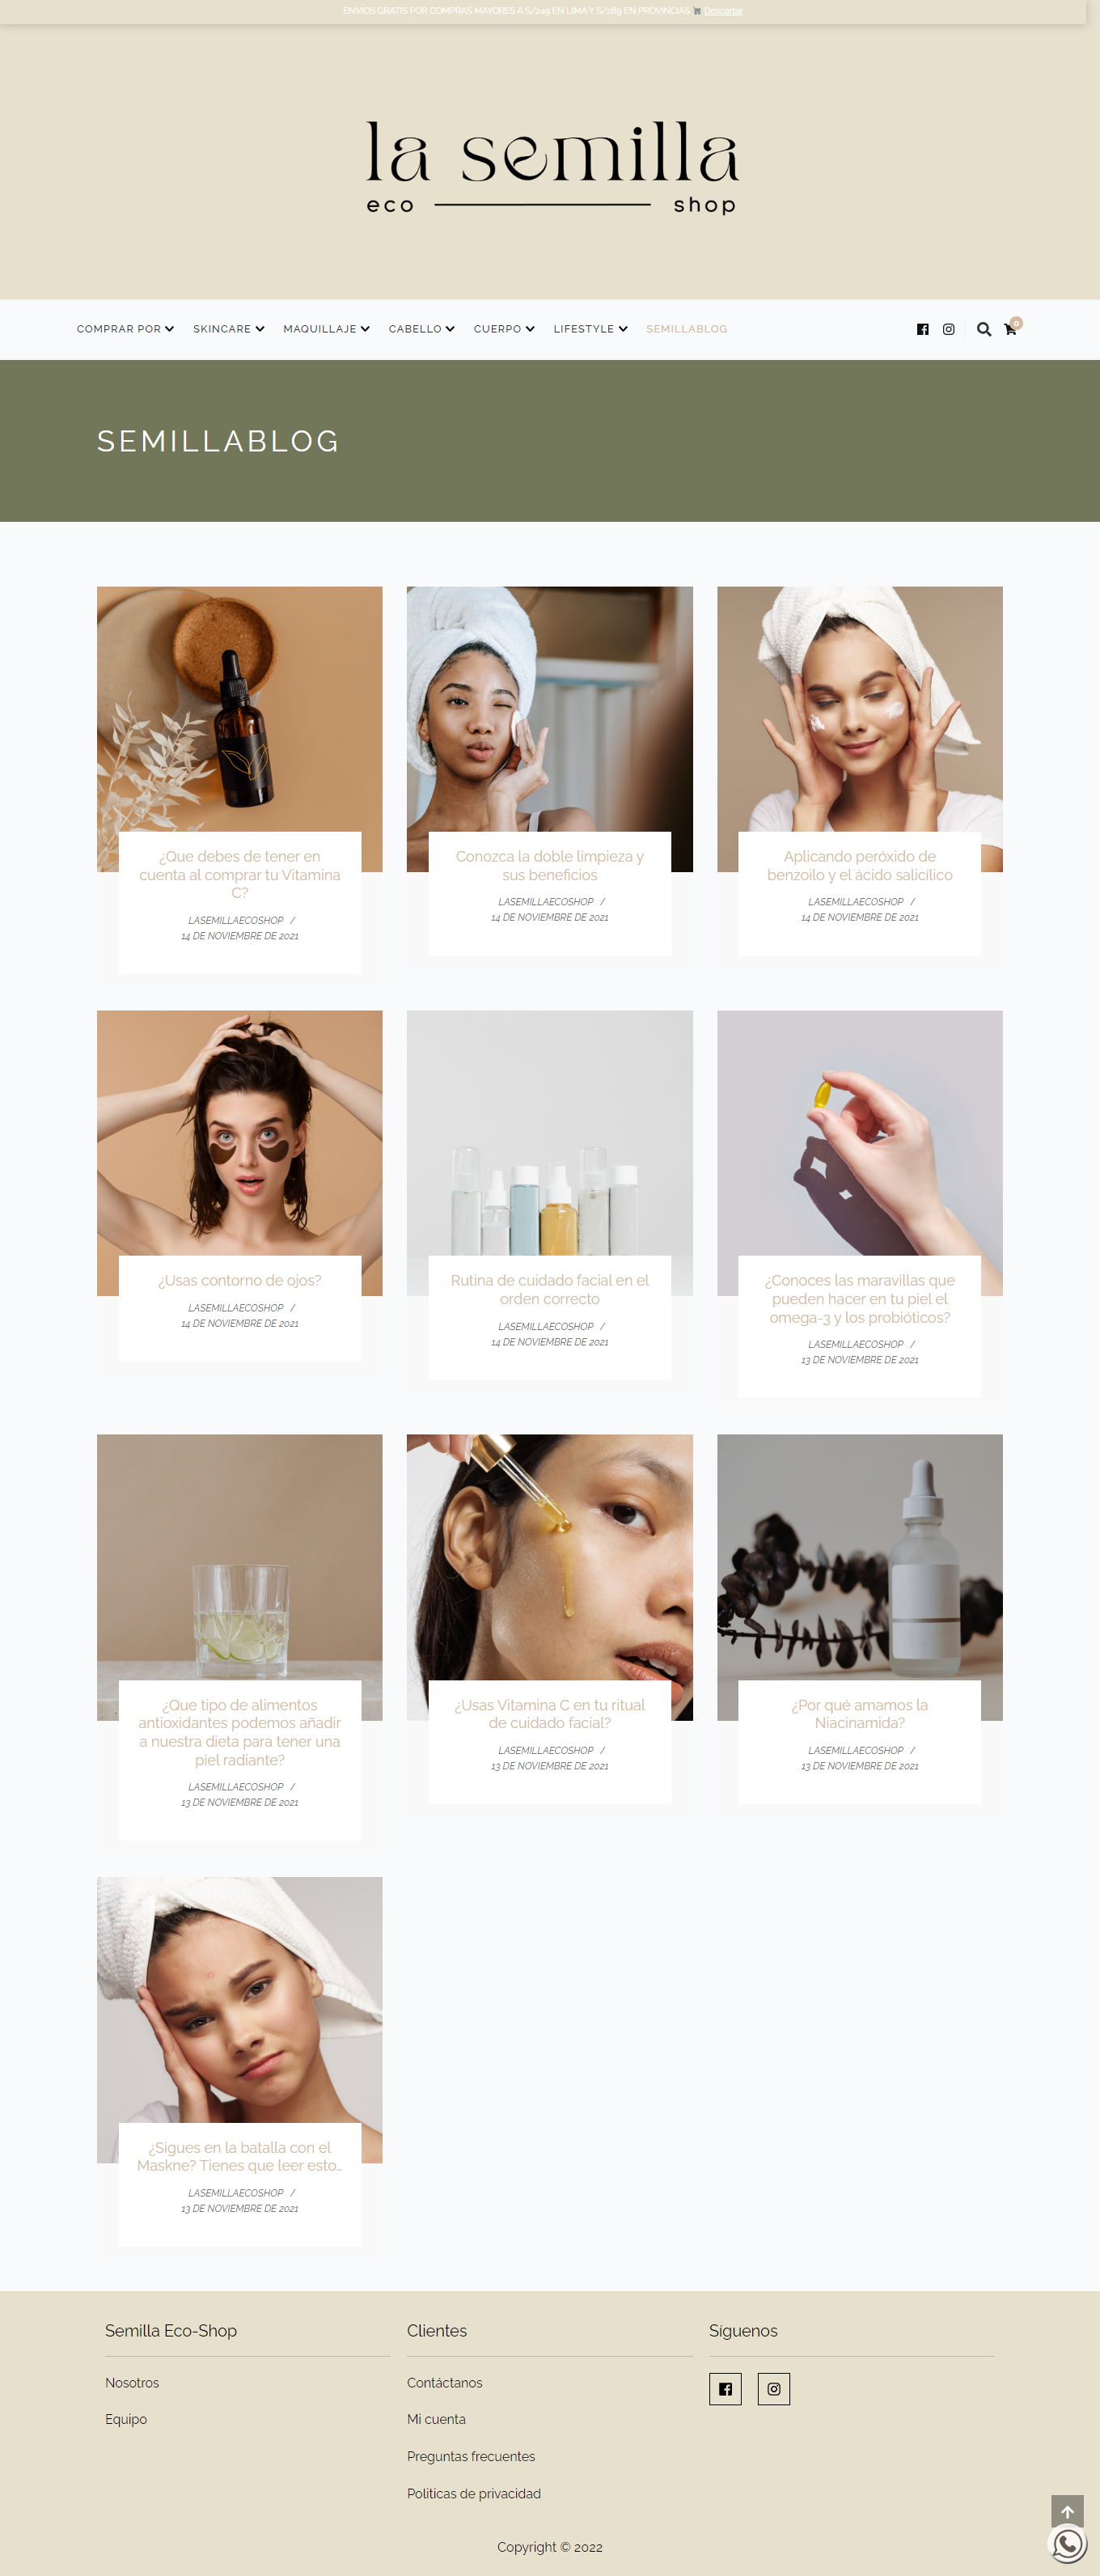 ENVÍOS GRATIS POR COMPRAS MAYORES A S/249 EN LIMA Y S/289 EN PROVINCIAS Descartar
la semilla
eco shop
COMPRAR POR SKINCARE MAQUILLAJE CABELLO CUERPO LIFESTYLE SEMILLABLOG 0
SEMILLABLOG
¿Que debes de tener en
cuenta al comprar tu Vitamina
C?
LASEMILLAECOSHOP /
14 DE NOVIEMBRE DE 2021
Conozca la doble limpieza y
sus beneficios
LASEMILLAECOSHOP /
14 DE NOVIEMBRE DE 2021
Aplicando peróxido de
benzoilo y el ácido salicílico
LASEMILLAECOSHOP /
14 DE NOVIEMBRE DE 2021
¿Usas contorno de ojos?
LASEMILLAECOSHOP /
14 DE NOVIEMBRE DE 2021
Rutina de cuidado facial en el
orden correcto
LASEMILLAECOSHOP /
14 DE NOVIEMBRE DE 2021
¿Conoces las maravillas que
pueden hacer en tu piel el
omega-3 y los probióticos?
LASEMILLAECOSHOP /
13 DE NOVIEMBRE DE 2021
¿Que tipo de alimentos
antioxidantes podemos añadir
a nuestra dieta para tener una
piel radiante?
LASEMILLAECOSHOP /
13 DE NOVIEMBRE DE 2021
¿Usas Vitamina C en tu ritual
de cuidado facial?
LASEMILLAECOSHOP /
13 DE NOVIEMBRE DE 2021
¿Por qué amamos la
Niacinamida?
LASEMILLAECOSHOP /
13 DE NOVIEMBRE DE 2021
¿Sigues en la batalla con el
Maskne? Tienes que leer esto…
LASEMILLAECOSHOP /
13 DE NOVIEMBRE DE 2021
Semilla Eco-Shop
Nosotros
Equipo
Clientes
Contáctanos
Mi cuenta
Preguntas frecuentes
Politicas de privacidad
Síguenos
Copyright © 2022